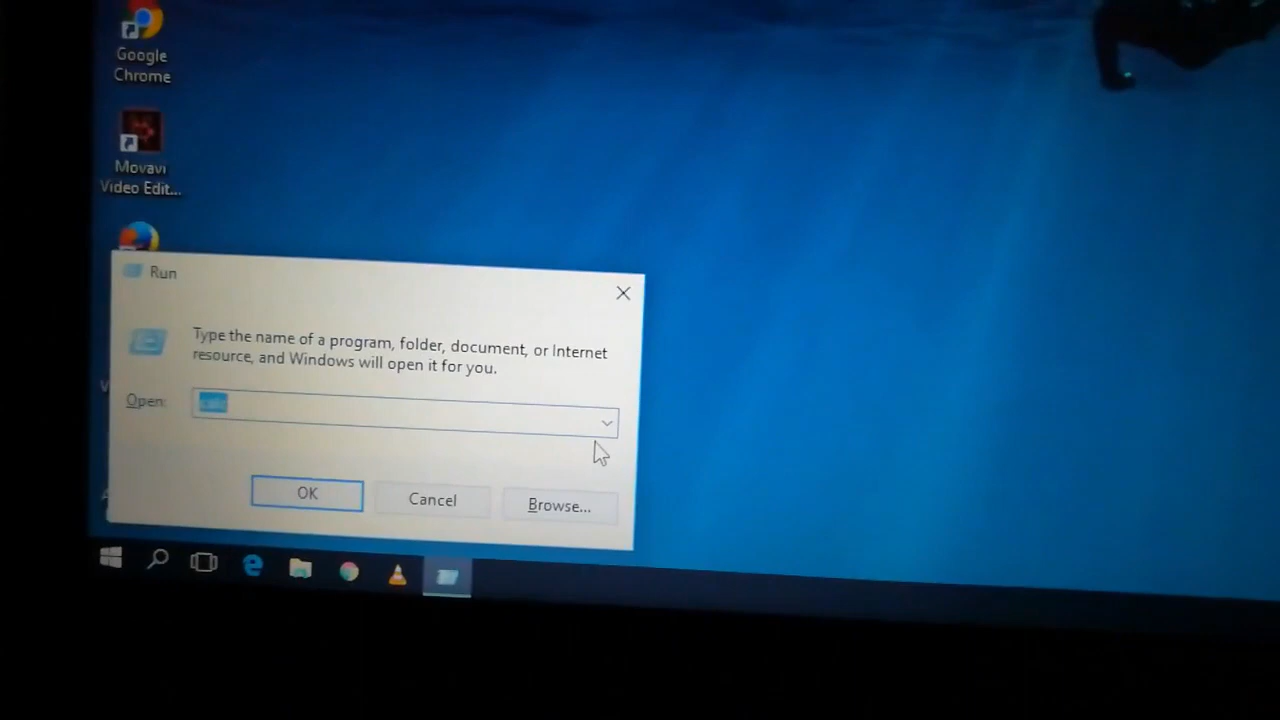 Google
Chrome
Movavi
Video Edit...
Run
Type the name of a program, folder, document, or Internet
resource, and Windows will open it for you.
Open:
OK
Cancel
Browse...